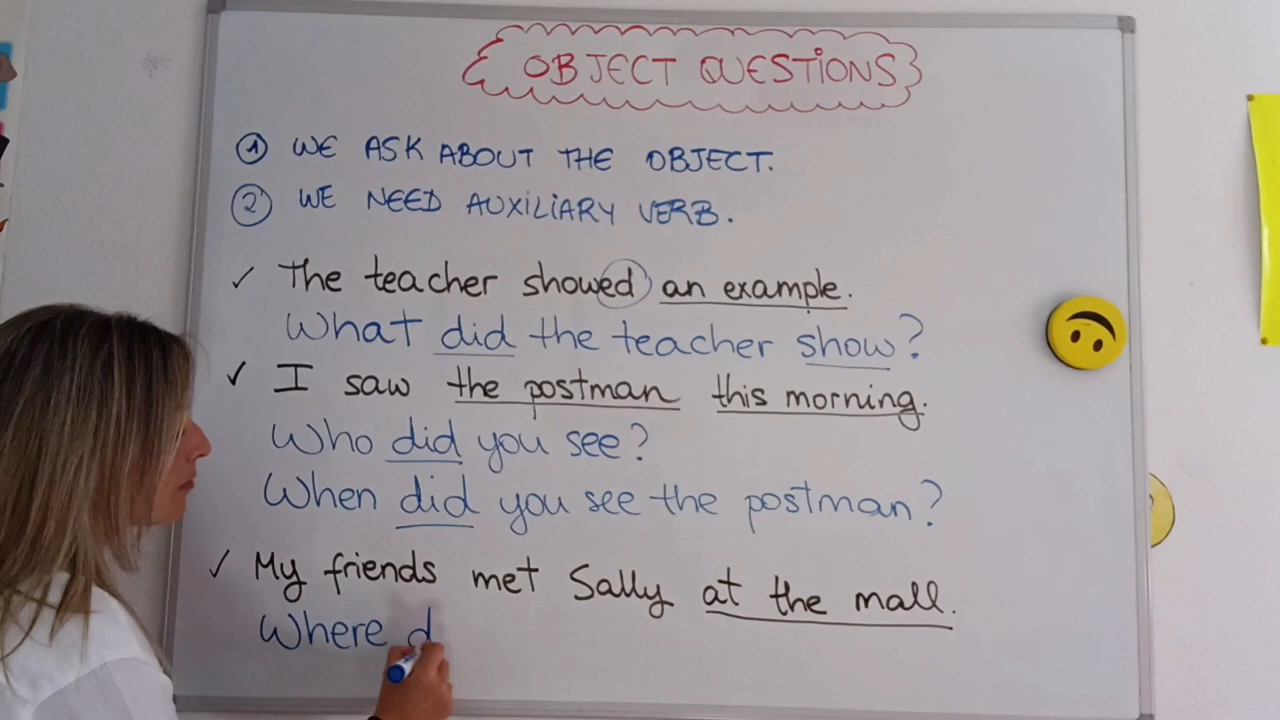 OBJECT QUESTIONS
1 WE ASK ABOUT THE OBJECT.
2 WE NEED AUXILIARY VERB.
✓ The teacher showed an example.
What did the teacher show?
✓ I saw the postman this morning.
Who did you see?
When did you see the postman?
✓ My friends met Sally at the mall.
Where d